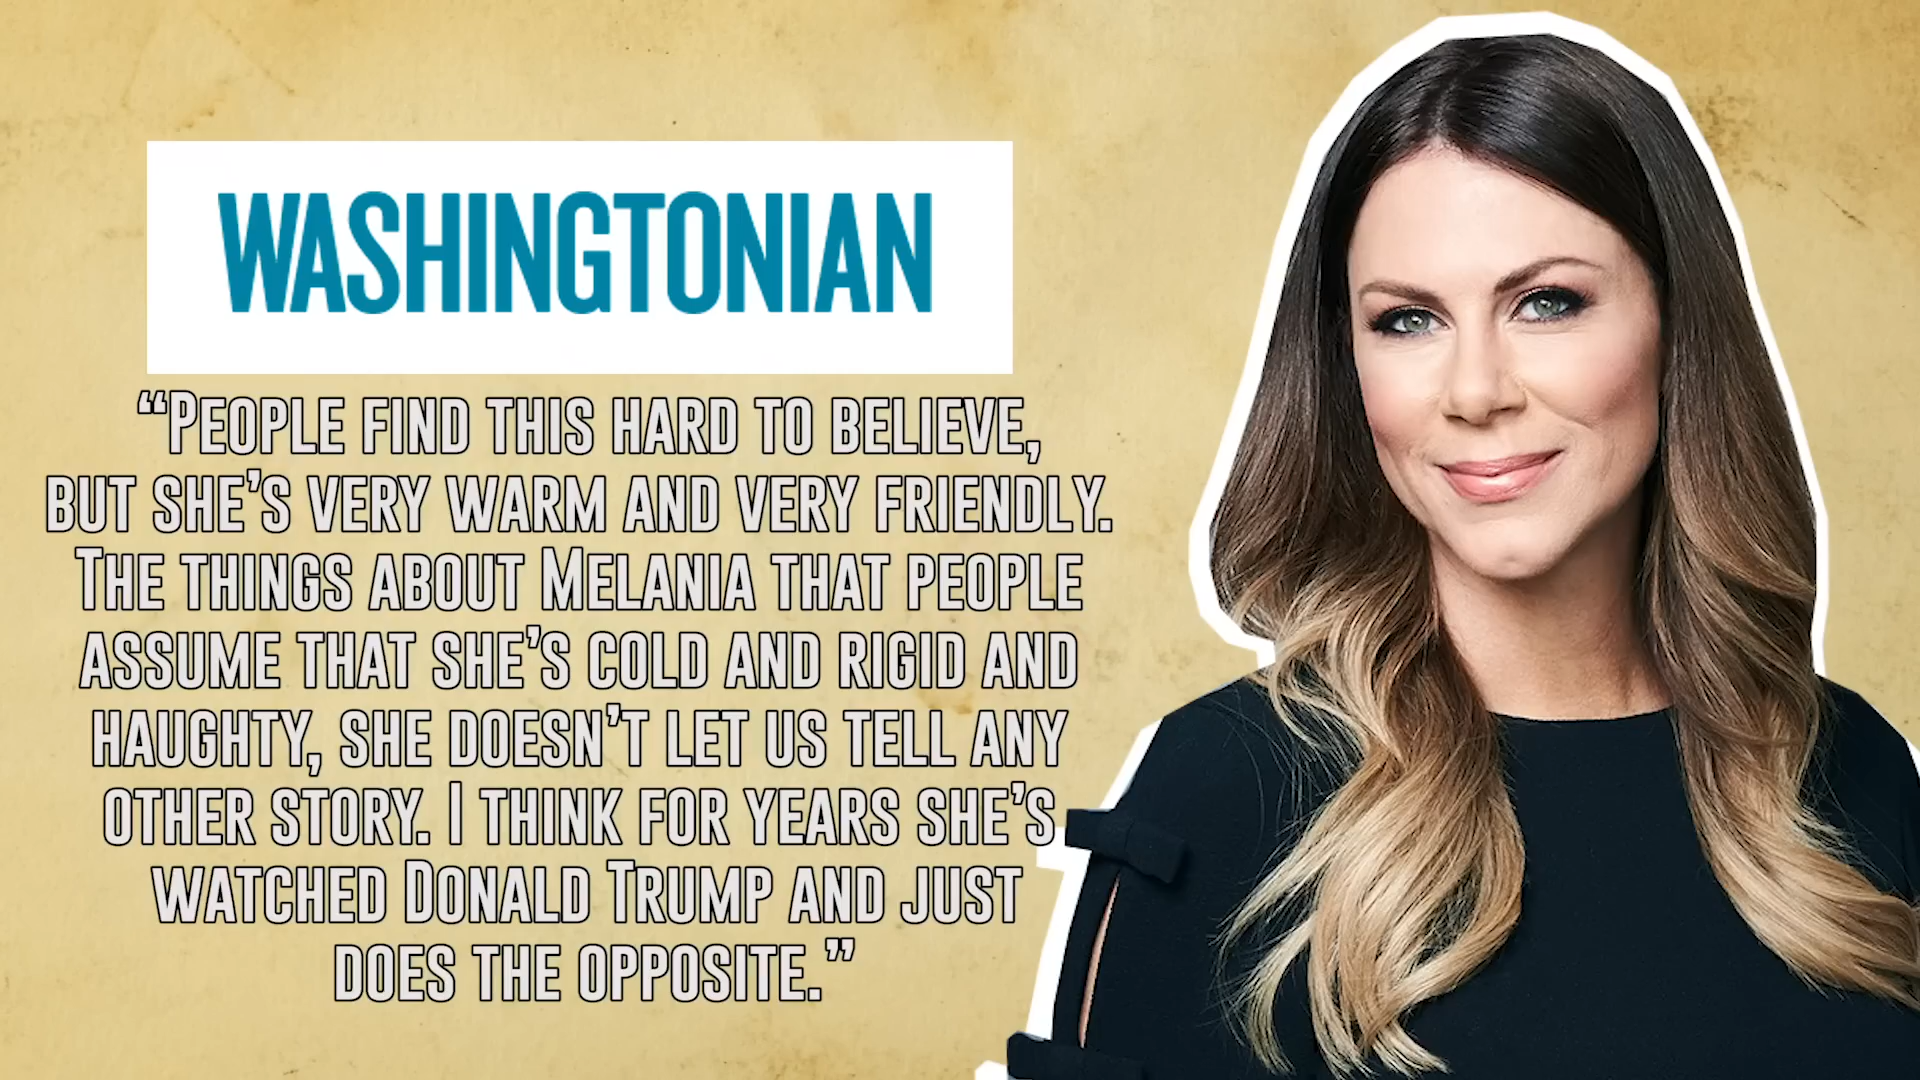 WASHINGTONIAN
“People find this hard to believe,
but she’s very warm and very friendly.
The things about Melania that people
assume that she’s cold and rigid and
haughty, she doesn’t let us tell any
other story. I think for years she’s
watched Donald Trump and just
does the opposite.”